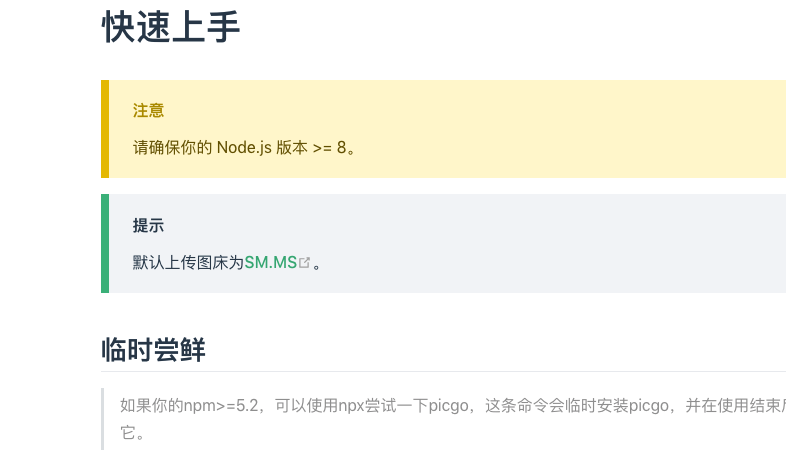 快速上手
注意
请确保你的 Node.js 版本 >= 8。
提示
默认上传图床为SM.MS。
临时尝鲜
如果你的npm>=5.2，可以使用npx尝试一下picgo，这条命令会临时安装picgo，并在使用结束
它。